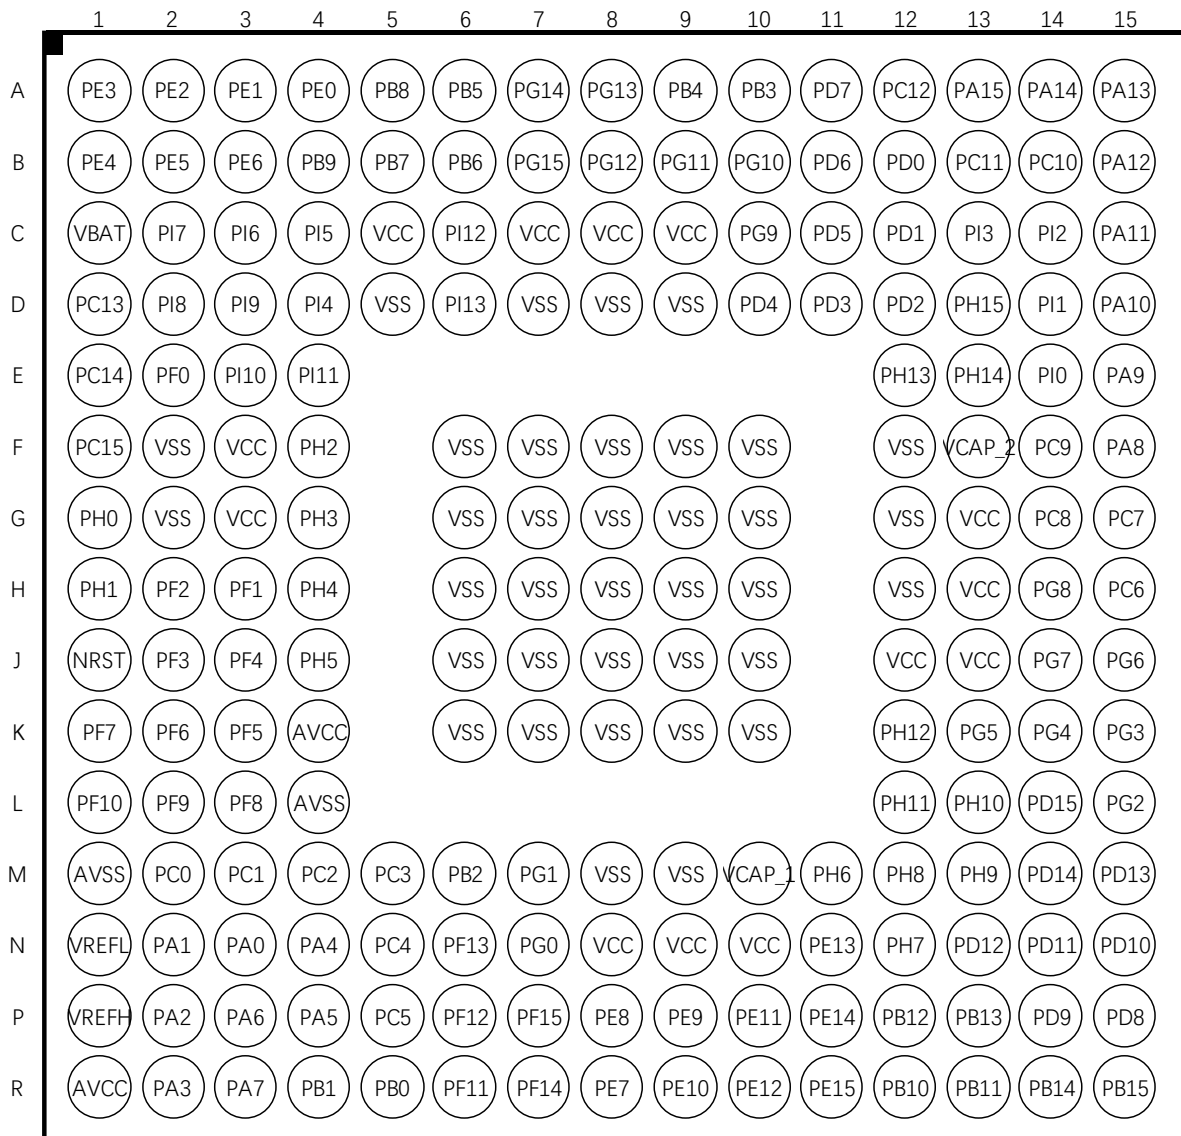 1 2 3 4 5 6 7 8 9 10 11 12 13 14 15
A PE3 PE2 PE1 PE0 PB8 PB5 PG14 PG13 PB4 PB3 PD7 PC12 PA15 PA14 PA13
B PE4 PE5 PE6 PB9 PB7 PB6 PG15 PG12 PG11 PG10 PD6 PD0 PC11 PC10 PA12
C VBAT PI7 PI6 PI5 VCC PI12 VCC VCC VCC PG9 PD5 PD1 PI3 PI2 PA11
D PC13 PI8 PI9 PI4 VSS PI13 VSS VSS VSS PD4 PD3 PD2 PH15 PI1 PA10
E PC14 PF0 PI10 PI11 PH13 PH14 PI0 PA9
F PC15 VSS VCC PH2 VSS VSS VSS VSS VSS VSS VCAP_2 PC9 PA8
G PH0 VSS VCC PH3 VSS VSS VSS VSS VSS VSS VCC PC8 PC7
H PH1 PF2 PF1 PH4 VSS VSS VSS VSS VSS VSS VCC PG8 PC6
J NRST PF3 PF4 PH5 VSS VSS VSS VSS VSS VCC VCC PG7 PG6
K PF7 PF6 PF5 AVCC VSS VSS VSS VSS VSS PH12 PG5 PG4 PG3
L PF10 PF9 PF8 AVSS PH11 PH10 PD15 PG2
M AVSS PC0 PC1 PC2 PC3 PB2 PG1 VSS VSS VCAP_1 PH6 PH8 PH9 PD14 PD13
N VREFL PA1 PA0 PA4 PC4 PF13 PG0 VCC VCC VCC PE13 PH7 PD12 PD11 PD10
P VREFH PA2 PA6 PA5 PC5 PF12 PF15 PE8 PE9 PE11 PE14 PB12 PB13 PD9 PD8
R AVCC PA3 PA7 PB1 PB0 PF11 PF14 PE7 PE10 PE12 PE15 PB10 PB11 PB14 PB15